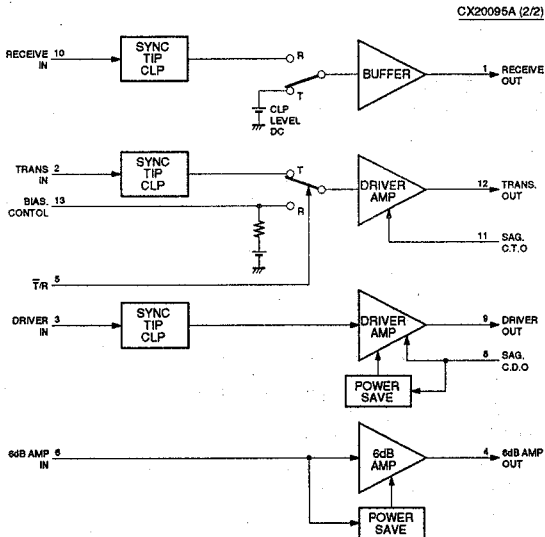 CX20095A (2/2)
RECEIVE IN 10
SYNC TIP CLP
R
T
CLP LEVEL DC
BUFFER
1 RECEIVE OUT
TRANS IN 2
SYNC TIP CLP
T
DRIVER AMP
12 TRANS. OUT
BIAS. CONTOL 13
R
11 SAG. C.T.O
T/R 5
DRIVER IN 3
SYNC TIP CLP
DRIVER AMP
9 DRIVER OUT
8 SAG. C.D.O
POWER SAVE
6dB AMP IN 6
6dB AMP
4 6dB AMP OUT
POWER SAVE